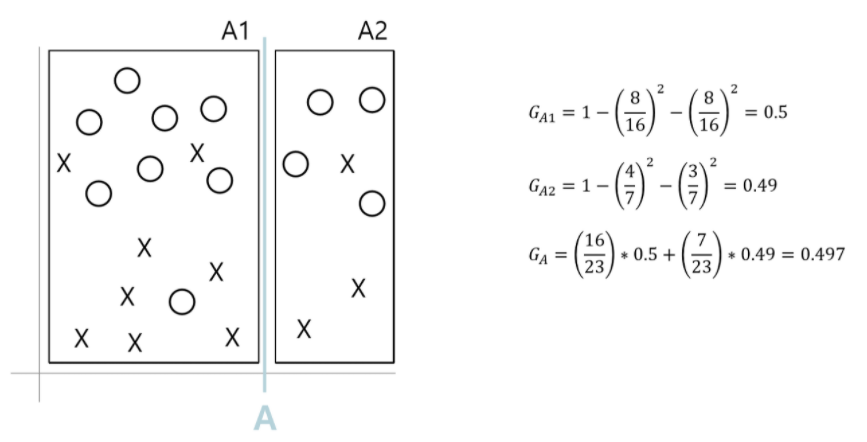 A1 A2
X X X
X
X
X X
X X X X
A
G_{A1} = 1 − (8/16)^2 − (8/16)^2 = 0.5
G_{A2} = 1 − (4/7)^2 − (3/7)^2 = 0.49
G_A = (16/23) * 0.5 + (7/23) * 0.49 = 0.497